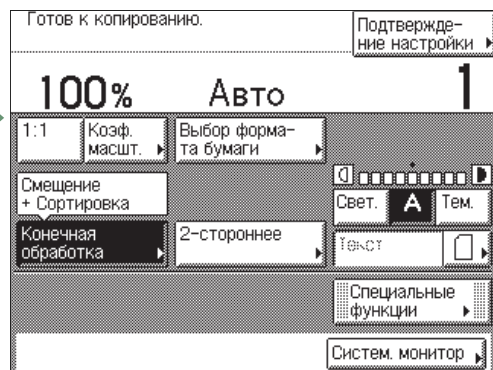 Готов к копированию.
Подтвержде-
ние настройки
100% Авто 1
1:1
Коэф.
масшт.
Выбор форма-
та бумаги
Смещение
+ Сортировка
Свет. A Тем.
Конечная
обработка
2-стороннее
Текст
Специальные
функции
Систем. монитор